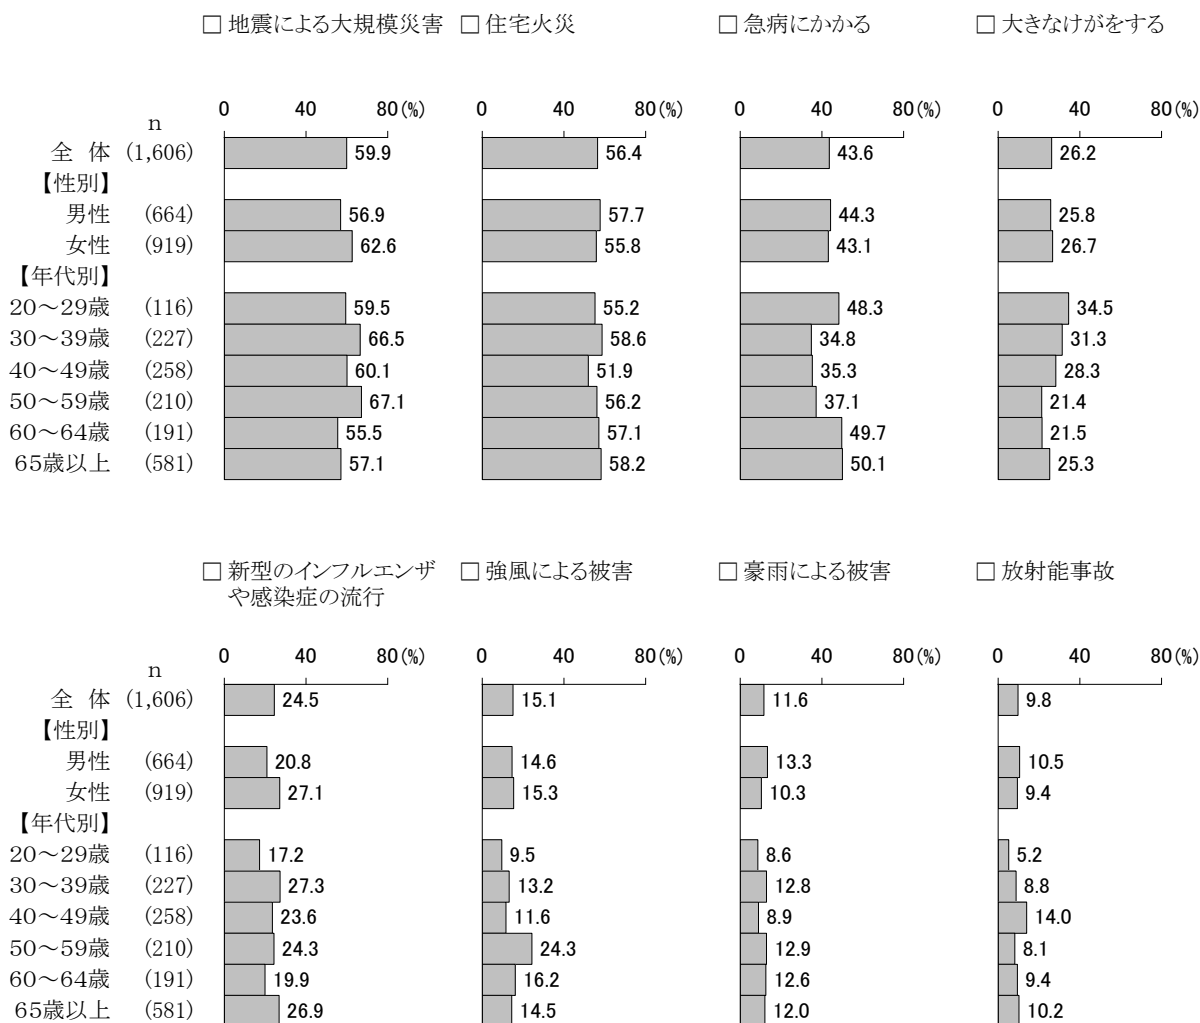 □ 地震による大規模災害 □ 住宅火災 □ 急病にかかる □ 大きなけがをする
0 40 80(%) 0 40 80(%) 0 40 80(%) 0 40 80(%)
n
全 体 (1,606) 59.9 56.4 43.6 26.2
【性別】
男性 (664) 56.9 57.7 44.3 25.8
女性 (919) 62.6 55.8 43.1 26.7
【年代別】
20～29歳 (116) 59.5 55.2 48.3 34.5
30～39歳 (227) 66.5 58.6 34.8 31.3
40～49歳 (258) 60.1 51.9 35.3 28.3
50～59歳 (210) 67.1 56.2 37.1 21.4
60～64歳 (191) 55.5 57.1 49.7 21.5
65歳以上 (581) 57.1 58.2 50.1 25.3
□ 新型のインフルエンザ □ 強風による被害 □ 豪雨による被害 □ 放射能事故
や感染症の流行
0 40 80(%) 0 40 80(%) 0 40 80(%) 0 40 80(%)
n
全 体 (1,606) 24.5 15.1 11.6 9.8
【性別】
男性 (664) 20.8 14.6 13.3 10.5
女性 (919) 27.1 15.3 10.3 9.4
【年代別】
20～29歳 (116) 17.2 9.5 8.6 5.2
30～39歳 (227) 27.3 13.2 12.8 8.8
40～49歳 (258) 23.6 11.6 8.9 14.0
50～59歳 (210) 24.3 24.3 12.9 8.1
60～64歳 (191) 19.9 16.2 12.6 9.4
65歳以上 (581) 26.9 14.5 12.0 10.2